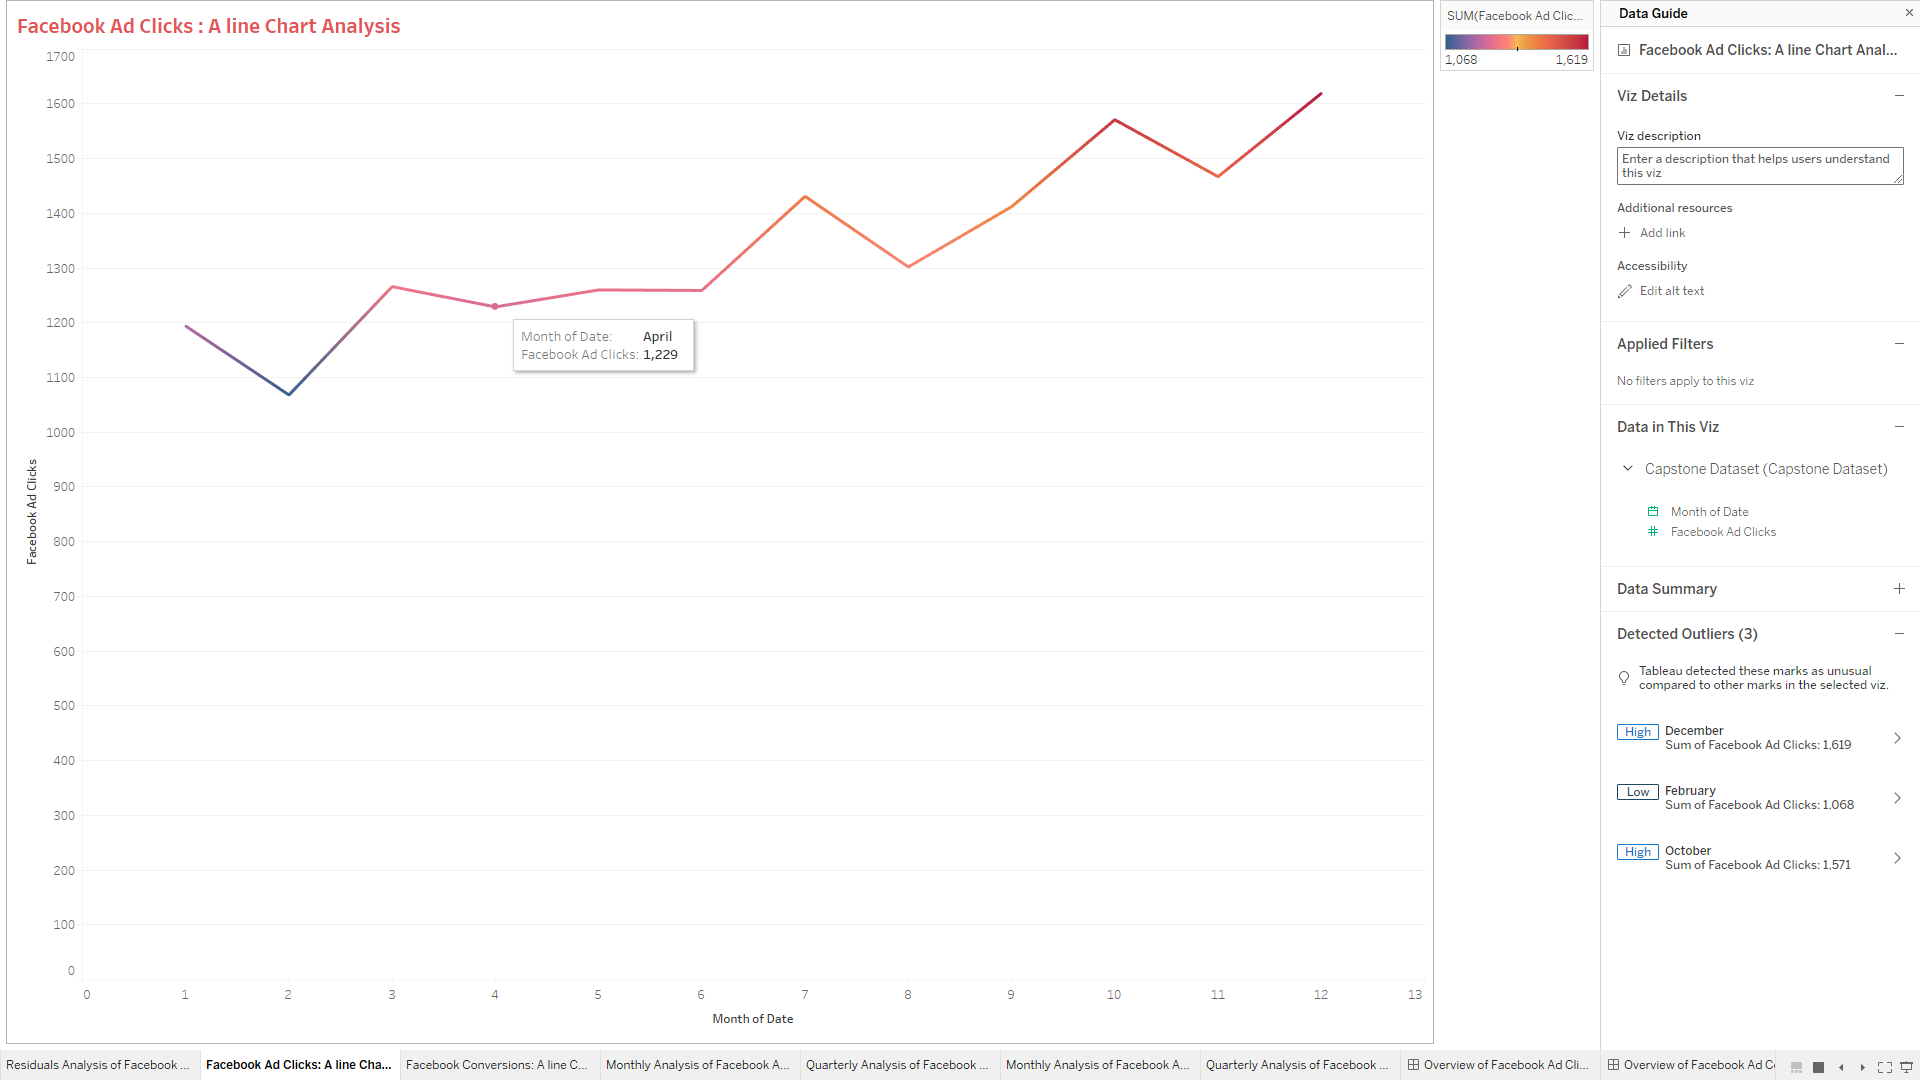 Facebook Ad Clicks : A line Chart Analysis
1700
1600
1500
1400
1300
1200
1100
1000
900
800
700
600
500
400
300
200
100
0
Facebook Ad Clicks
0 1 2 3 4 5 6 7 8 9 10 11 12 13
Month of Date
Month of Date: April
Facebook Ad Clicks: 1,229
SUM(Facebook Ad Clic...
1,068 1,619
Data Guide
Facebook Ad Clicks: A line Chart Anal...
Viz Details
Viz description
Enter a description that helps users understand
this viz
Additional resources
Add link
Accessibility
Edit alt text
Applied Filters
No filters apply to this viz
Data in This Viz
Capstone Dataset (Capstone Dataset)
Month of Date
Facebook Ad Clicks
Data Summary
Detected Outliers (3)
Tableau detected these marks as unusual
compared to other marks in the selected viz.
High December
Sum of Facebook Ad Clicks: 1,619
Low February
Sum of Facebook Ad Clicks: 1,068
High October
Sum of Facebook Ad Clicks: 1,571
Residuals Analysis of Facebook ... Facebook Ad Clicks: A line Cha... Facebook Conversions: A line C... Monthly Analysis of Facebook A... Quarterly Analysis of Facebook ... Monthly Analysis of Facebook A... Quarterly Analysis of Facebook ... Overview of Facebook Ad Cli... Overview of Facebook Ad C